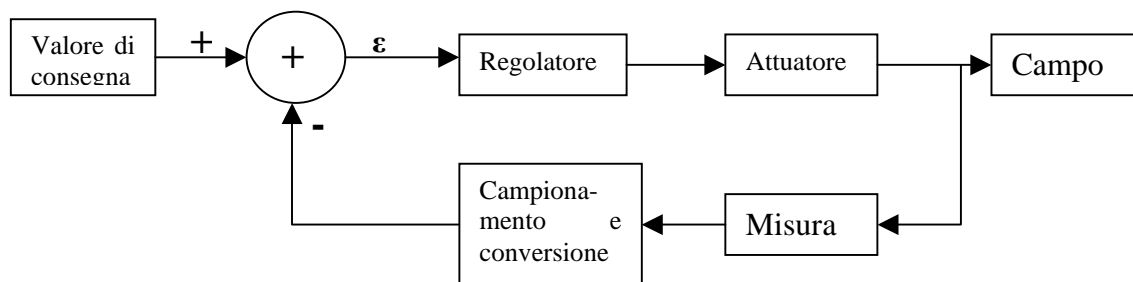 Valore di
consegna
+
+
ε
Regolatore
Attuatore
Campo
-
Campiona-
mento e
conversione
Misura